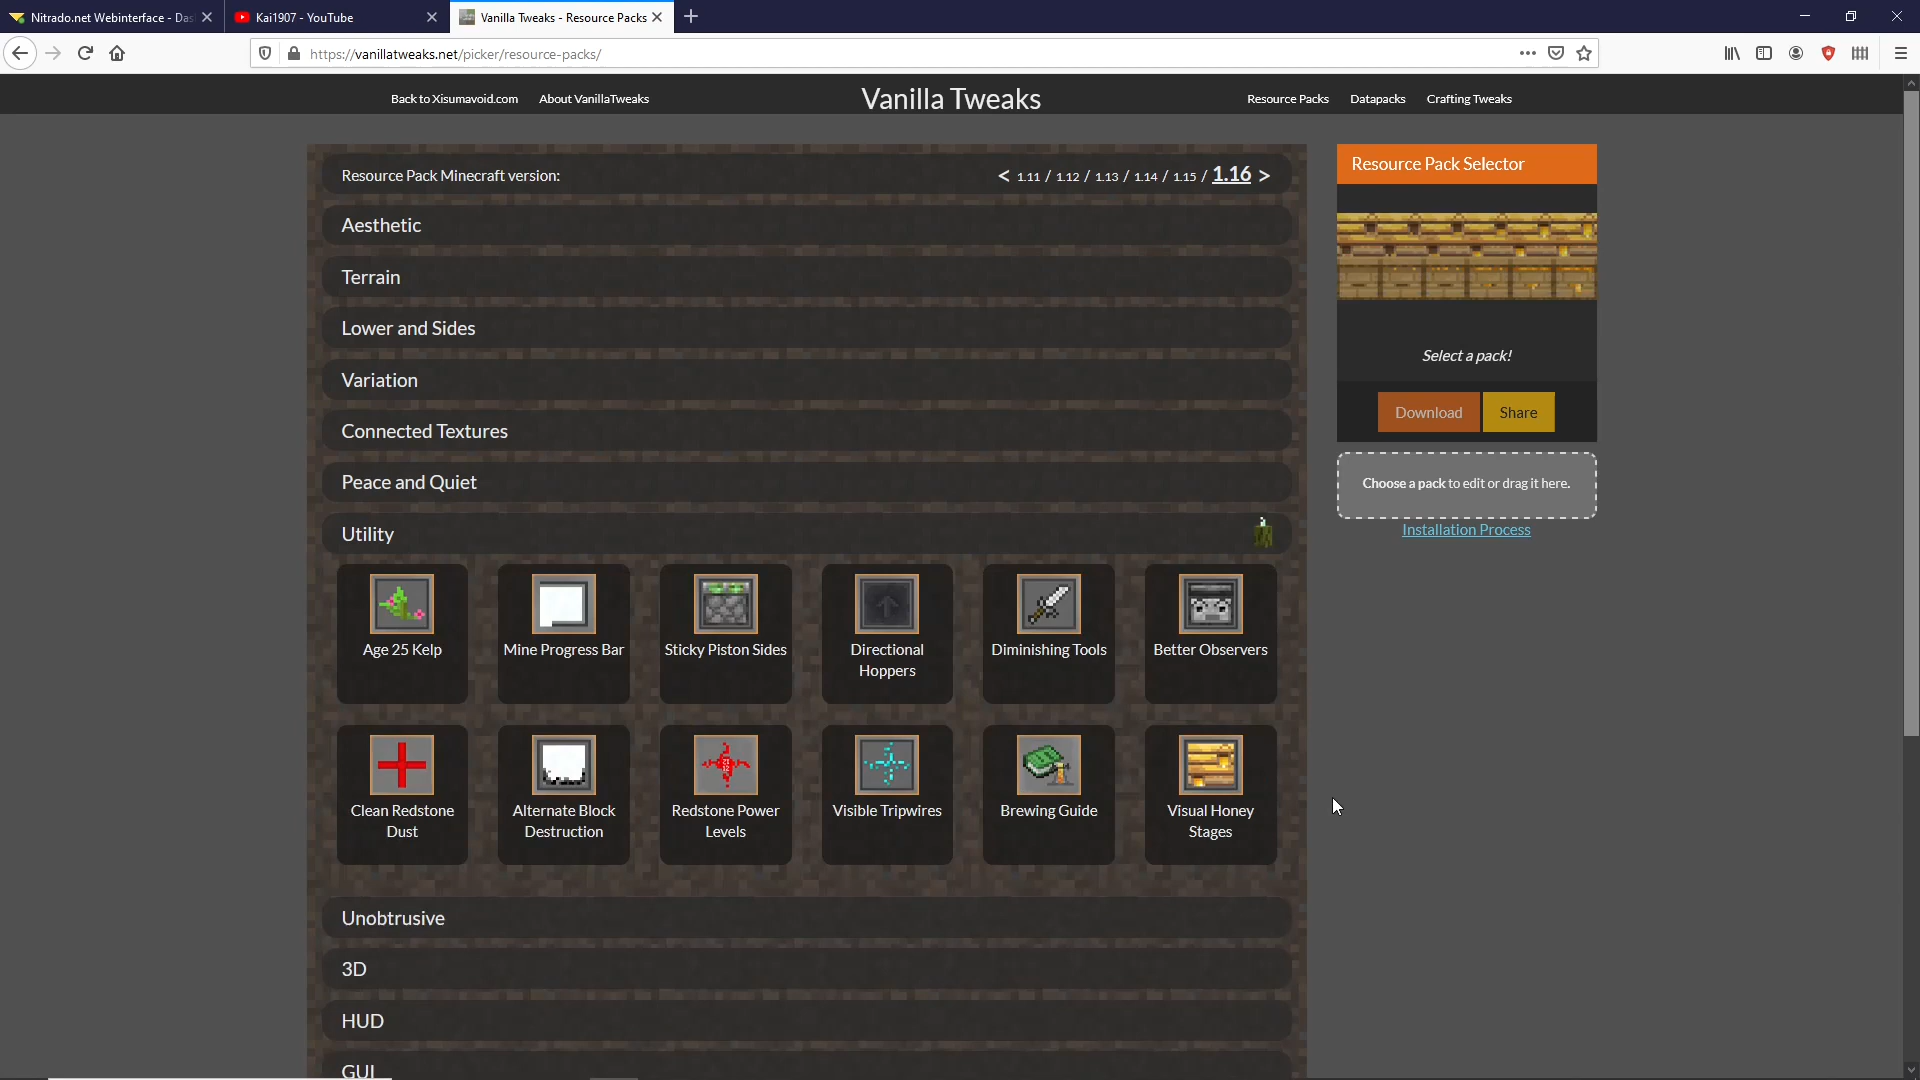 Nitrado.net Webinterface - Das
Kai1907 - YouTube
Vanilla Tweaks - Resource Packs
https://vanillatweaks.net/picker/resource-packs/
Back to Xisumavoid.com
About VanillaTweaks
Vanilla Tweaks
Resource Packs
Datapacks
Crafting Tweaks
Resource Pack Minecraft version:
< 1.11 / 1.12 / 1.13 / 1.14 / 1.15 / 1.16 >
Aesthetic
Terrain
Lower and Sides
Variation
Connected Textures
Peace and Quiet
Utility
Age 25 Kelp
Mine Progress Bar
Sticky Piston Sides
Directional
Hoppers
Diminishing Tools
Better Observers
Clean Redstone
Dust
Alternate Block
Destruction
Redstone Power
Levels
Visible Tripwires
Brewing Guide
Visual Honey
Stages
Unobtrusive
3D
HUD
GUI
Resource Pack Selector
Select a pack!
Download
Share
Choose a pack to edit or drag it here.
Installation Process